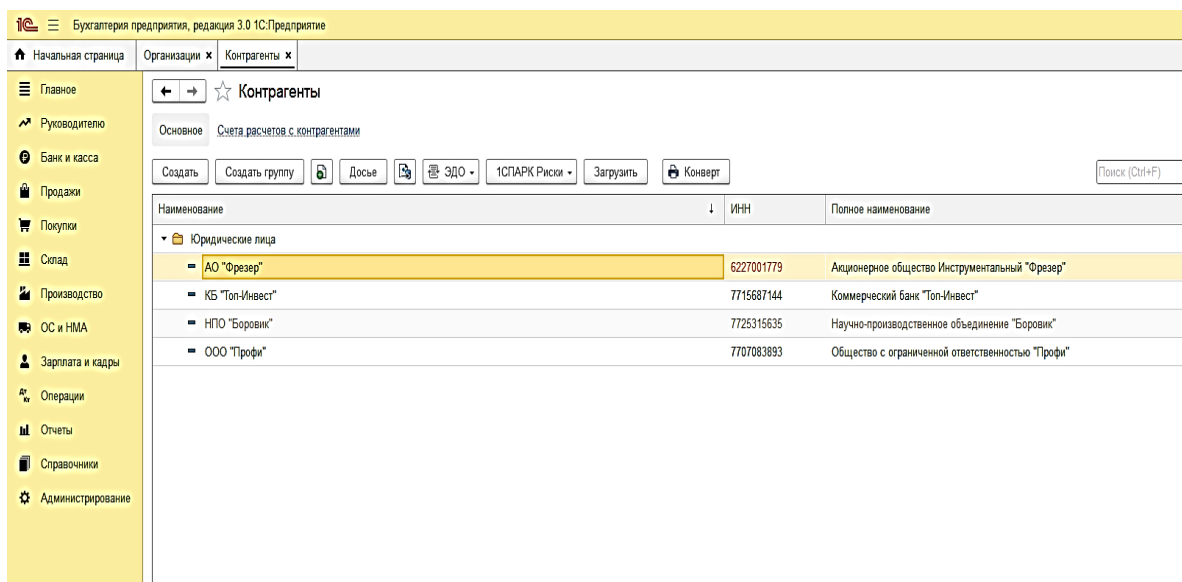 1С Бухгалтерия предприятия, редакция 3.0 1С:Предприятие
Начальная страница Организации × Контрагенты ×
Главное
Руководителю
Банк и касса
Продажи
Покупки
Склад
Производство
ОС и НМА
Зарплата и кадры
Дт Кт Операции
Отчеты
Справочники
Администрирование
Контрагенты
Основное Счета расчетов с контрагентами
Создать Создать группу Досье ЭДО 1СПАРК Риски Загрузить Конверт Поиск (Ctrl+F)
Наименование ↓ ИНН Полное наименование
Юридические лица
АО "Фрезер" 6227001779 Акционерное общество Инструментальный "Фрезер"
КБ "Топ-Инвест" 7715687144 Коммерческий банк "Топ-Инвест"
НПО "Боровик" 7725315635 Научно-производственное объединение "Боровик"
ООО "Профи" 7707083893 Общество с ограниченной ответственностью "Профи"